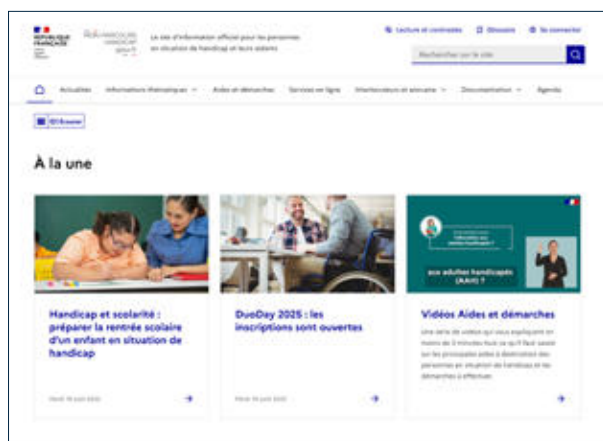 RÉPUBLIQUE
FRANÇAISE
Le site d'information officiel pour les personnes
en situation de handicap et leurs aidants
Lecture et contrastes
Glossaire
Se connecter
Rechercher sur le site
Actualités
Informations thématiques
Aides et démarches
Services en ligne
Interlocuteurs et annuaire
Documentation
Agenda
Écouter
À la une
aux adultes handicapés
(AAH) ?
Handicap et scolarité :
préparer la rentrée scolaire
d'un enfant en situation de
handicap
DuoDay 2025 : les
inscriptions sont ouvertes
Vidéos Aides et démarches
Une série de vidéos qui vous expliquent en
moins de 3 minutes tout ce qu'il faut savoir
sur les principales aides à destination des
personnes en situation de handicap et les
démarches à effectuer.